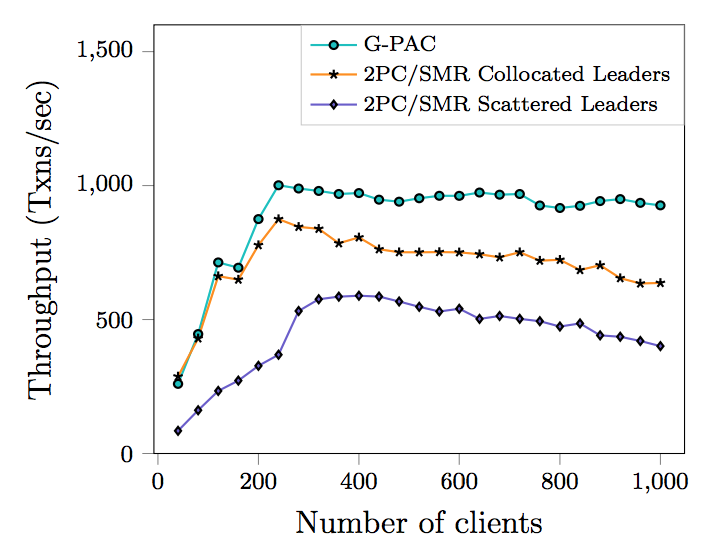 G-PAC
2PC/SMR Collocated Leaders
2PC/SMR Scattered Leaders
Throughput (Txns/sec)
1,500
1,000
500
0
0 200 400 600 800 1,000
Number of clients